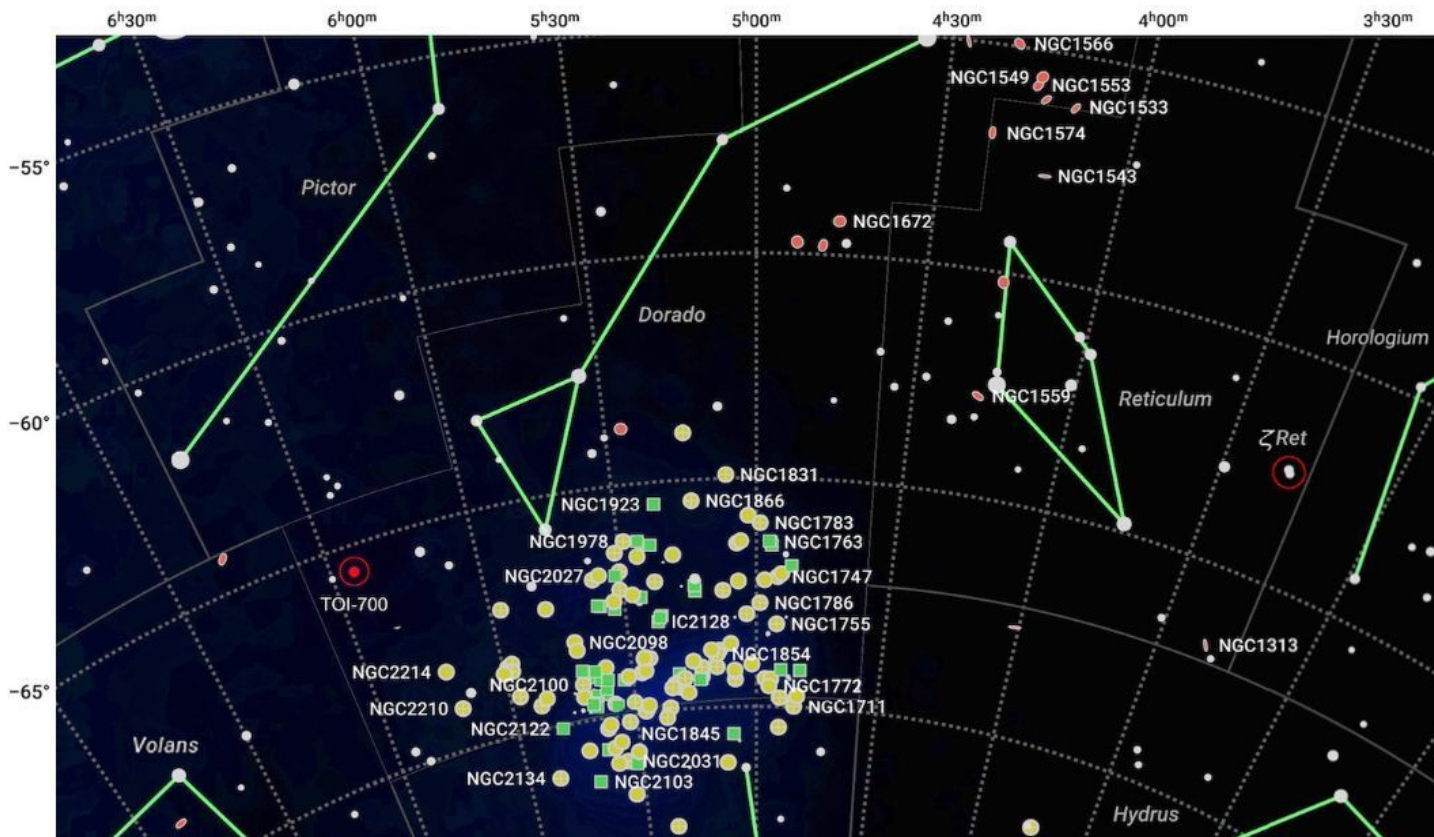 6ʰ30ᵐ 6ʰ00ᵐ 5ʰ30ᵐ 5ʰ00ᵐ 4ʰ30ᵐ 4ʰ00ᵐ 3ʰ30ᵐ
NGC1566
NGC1549
NGC1553
NGC1533
NGC1574
−55°
NGC1543
Pictor
NGC1672
Dorado
Horologium
NGC1559
Reticulum
−60°
ζ Ret
NGC1831
NGC1923
NGC1866
NGC1783
NGC1978
NGC1763
NGC2027
NGC1747
TOI-700
NGC1786
IC2128
NGC1755
NGC2098
NGC1313
NGC1854
NGC2214
NGC2100
NGC1772
−65°
NGC2210
NGC1711
NGC2122
NGC1845
Volans
NGC2031
NGC2134
NGC2103
Hydrus